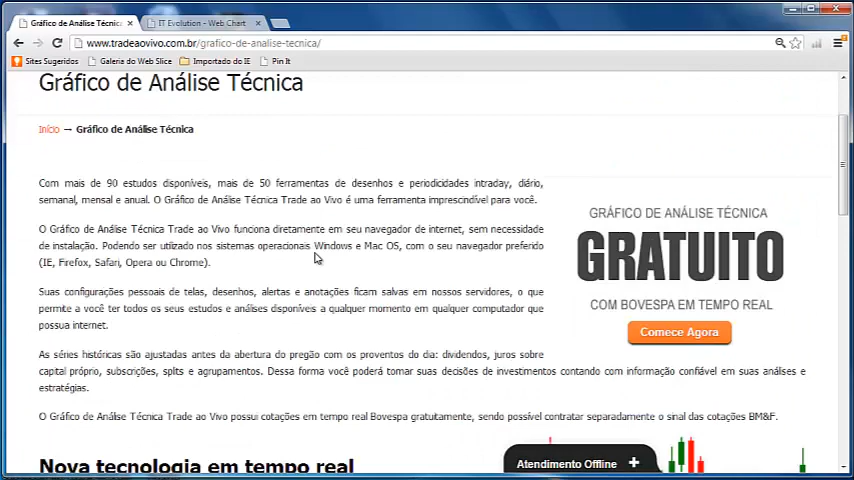 Gráfico de Análise Técnica
IT Evolution - Web Chart
www.tradeaovivo.com.br/grafico-de-analise-tecnica/
Sites Sugeridos Galeria do Web Slice Importado do IE Pin It
Gráfico de Análise Técnica
Início → Gráfico de Análise Técnica
Com mais de 90 estudos disponíveis, mais de 50 ferramentas de desenhos e periodicidades intraday, diário,
semanal, mensal e anual. O Gráfico de Análise Técnica Trade ao Vivo é uma ferramenta imprescindível para você.
O Gráfico de Análise Técnica Trade ao Vivo funciona diretamente em seu navegador de internet, sem necessidade
de instalação. Podendo ser utilizado nos sistemas operacionais Windows e Mac OS, com o seu navegador preferido
(IE, Firefox, Safari, Opera ou Chrome).
Suas configurações pessoais de telas, desenhos, alertas e anotações ficam salvas em nossos servidores, o que
permite a você ter todos os seus estudos e análises disponíveis a qualquer momento em qualquer computador que
possua internet.
As séries históricas são ajustadas antes da abertura do pregão com os proventos do dia: dividendos, juros sobre
capital próprio, subscrições, splits e agrupamentos. Dessa forma você poderá tomar suas decisões de investimentos contando com informação confiável em suas análises e
estratégias.
O Gráfico de Análise Técnica Trade ao Vivo possui cotações em tempo real Bovespa gratuitamente, sendo possível contratar separadamente o sinal das cotações BM&F.
GRÁFICO DE ANÁLISE TÉCNICA
GRATUITO
COM BOVESPA EM TEMPO REAL
Comece Agora
Nova tecnologia em tempo real
Atendimento Offline +